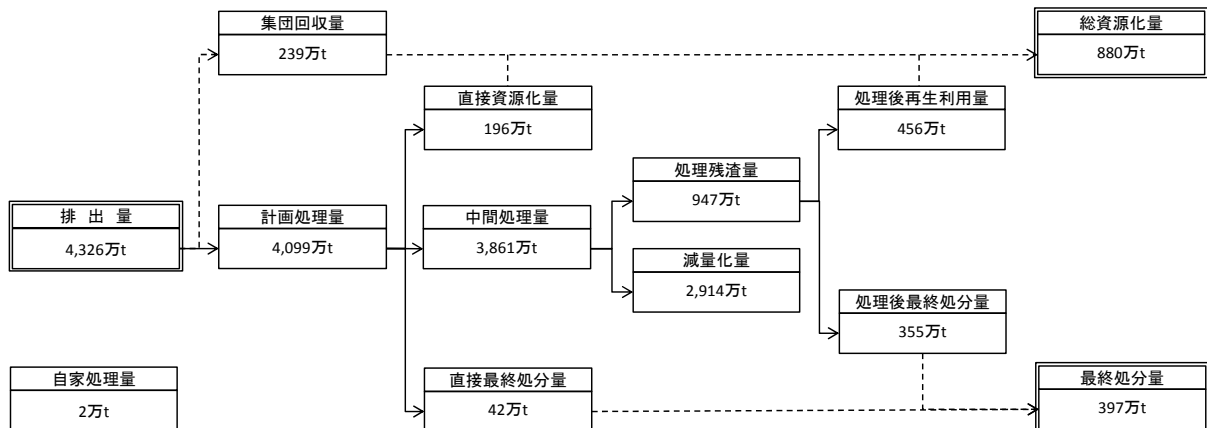 集団回収量
239万t
総資源化量
880万t
直接資源化量
196万t
処理後再生利用量
456万t
処理残渣量
947万t
排 出 量
4,326万t
計画処理量
4,099万t
中間処理量
3,861万t
減量化量
2,914万t
処理後最終処分量
355万t
自家処理量
2万t
直接最終処分量
42万t
最終処分量
397万t